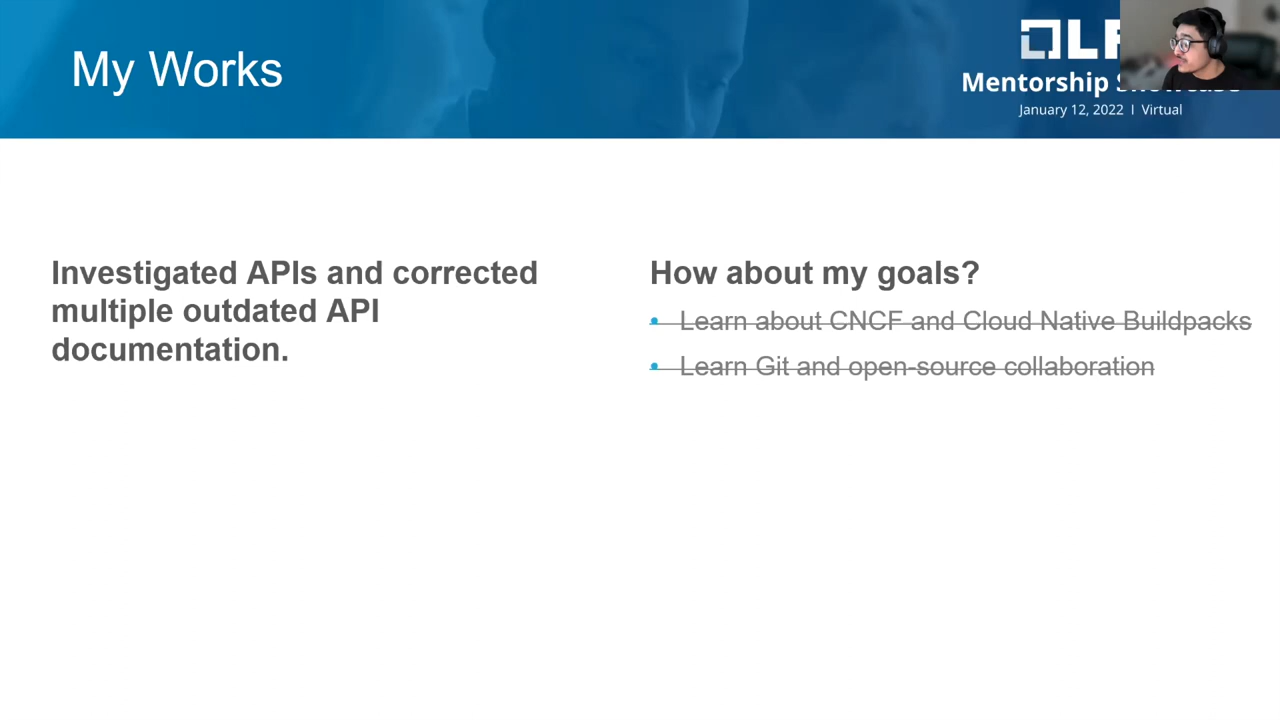 My Works
LF
Mentorship Showcase
January 12, 2022 | Virtual
Investigated APIs and corrected
multiple outdated API
documentation.
How about my goals?
• Learn about CNCF and Cloud Native Buildpacks
• Learn Git and open-source collaboration